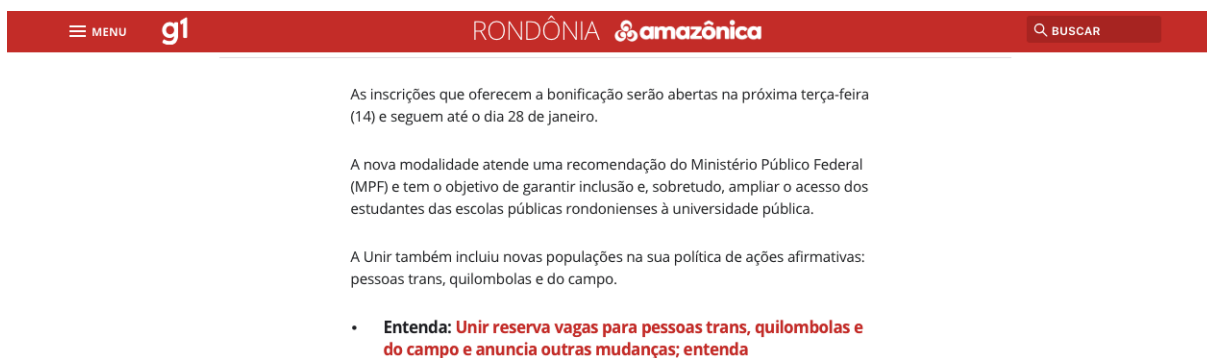 MENU g1 RONDÔNIA amazônica BUSCAR
As inscrições que oferecem a bonificação serão abertas na próxima terça-feira
(14) e seguem até o dia 28 de janeiro.
A nova modalidade atende uma recomendação do Ministério Público Federal
(MPF) e tem o objetivo de garantir inclusão e, sobretudo, ampliar o acesso dos
estudantes das escolas públicas rondonienses à universidade pública.
A Unir também incluiu novas populações na sua política de ações afirmativas:
pessoas trans, quilombolas e do campo.
• Entenda: Unir reserva vagas para pessoas trans, quilombolas e
do campo e anuncia outras mudanças; entenda